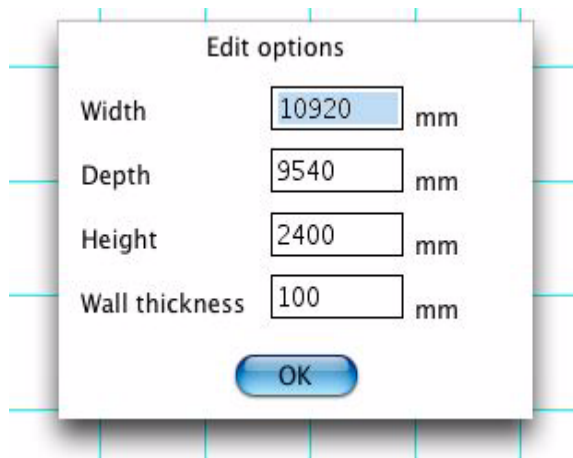 Edit options
Width 10920 mm
Depth 9540 mm
Height 2400 mm
Wall thickness 100 mm
OK